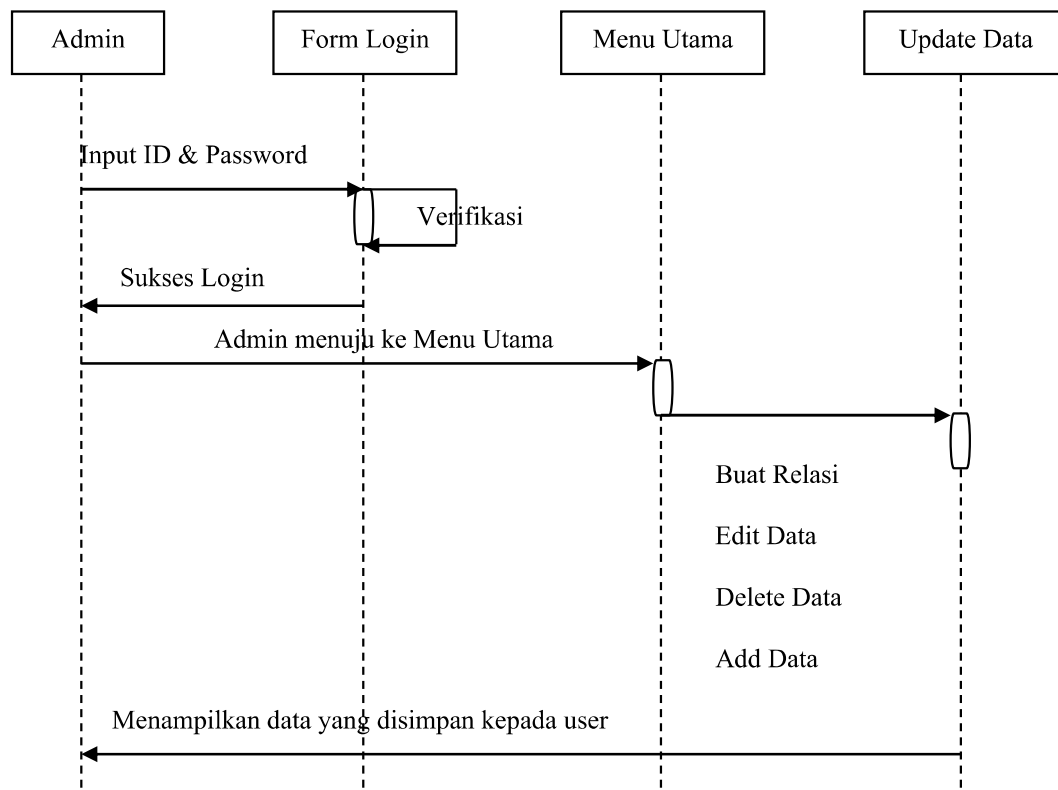 Admin
Form Login
Menu Utama
Update Data
Input ID & Password
Verifikasi
Sukses Login
Admin menuju ke Menu Utama
Buat Relasi
Edit Data
Delete Data
Add Data
Menampilkan data yang disimpan kepada user